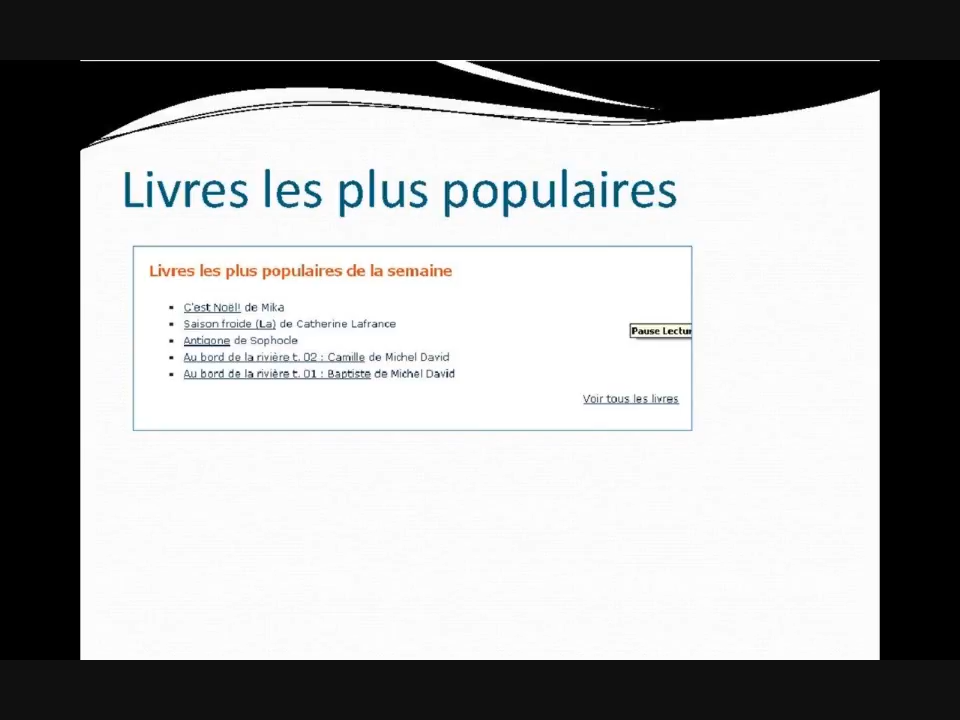 Livres les plus populaires
Livres les plus populaires de la semaine
C'est Noël! de Mika
Saison froide (La) de Catherine Lafrance
Pause Lectur
Antigone de Sophocle
Au bord de la rivière t. 02 : Camille de Michel David
Au bord de la rivière t. 01 : Baptiste de Michel David
Voir tous les livres